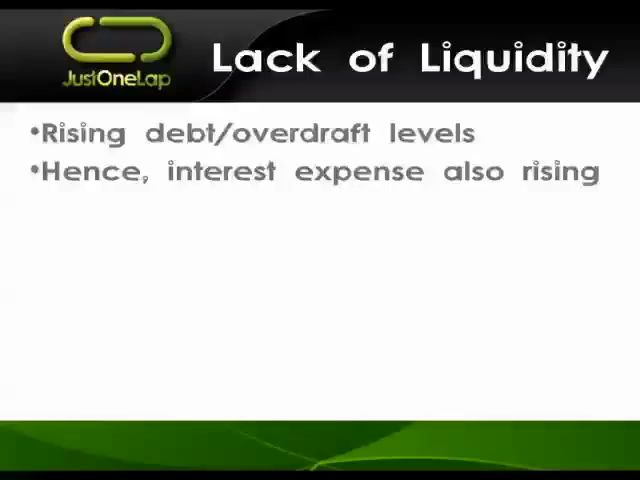 JustOneLap
Lack of Liquidity
•Rising debt/overdraft levels
•Hence, interest expense also rising